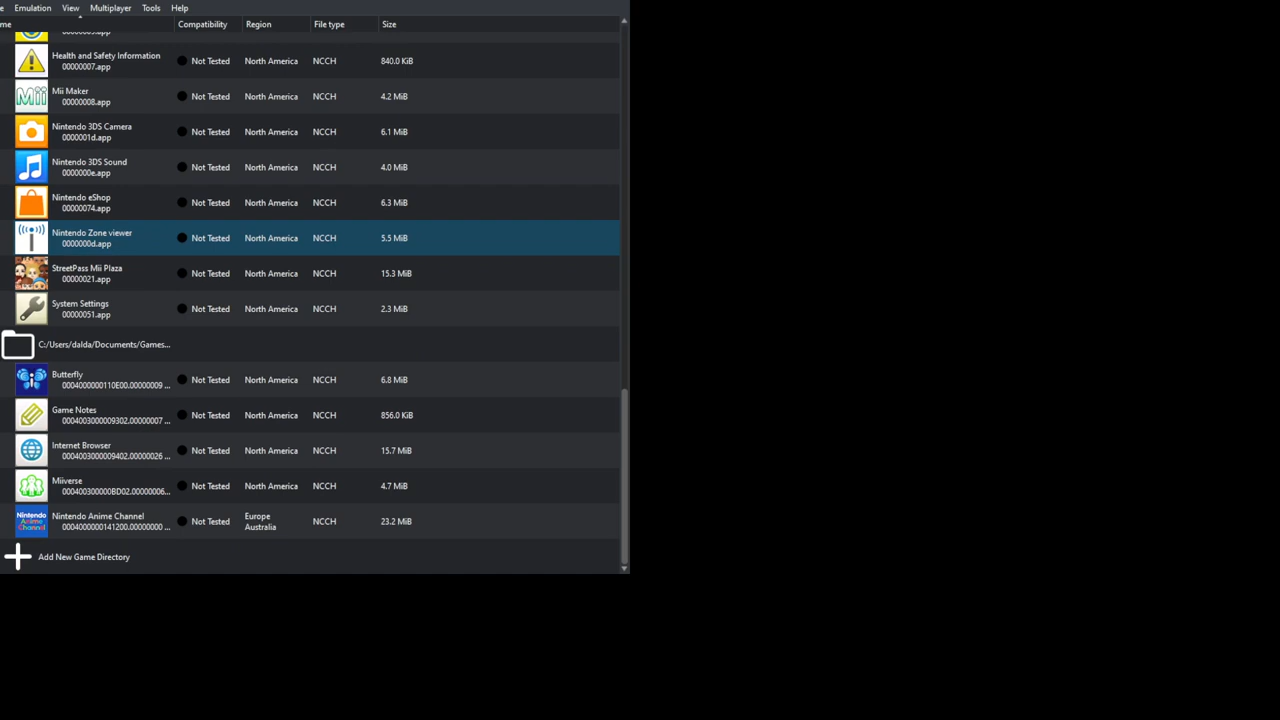 e Emulation View Multiplayer Tools Help
me Compatibility Region File type Size
Health and Safety Information
00000007.app
Not Tested North America NCCH 840.0 KiB
Mii Maker
00000008.app
Not Tested North America NCCH 4.2 MiB
Nintendo 3DS Camera
0000001d.app
Not Tested North America NCCH 6.1 MiB
Nintendo 3DS Sound
0000000e.app
Not Tested North America NCCH 4.0 MiB
Nintendo eShop
00000074.app
Not Tested North America NCCH 6.3 MiB
Nintendo Zone viewer
0000000d.app
Not Tested North America NCCH 5.5 MiB
StreetPass Mii Plaza
00000021.app
Not Tested North America NCCH 15.3 MiB
System Settings
00000051.app
Not Tested North America NCCH 2.3 MiB
C:/Users/dalda/Documents/Games...
Butterfly
0004000000110E00.00000009 ...
Not Tested North America NCCH 6.8 MiB
Game Notes
0004003000009302.00000007 ...
Not Tested North America NCCH 856.0 KiB
Internet Browser
0004003000009402.00000026 ...
Not Tested North America NCCH 15.7 MiB
Miiverse
000400300000BD02.00000006...
Not Tested North America NCCH 4.7 MiB
Nintendo Anime Channel
0004000000141200.00000000 ...
Not Tested Europe Australia NCCH 23.2 MiB
Mii
Nintendo
Anime
Channel
Add New Game Directory